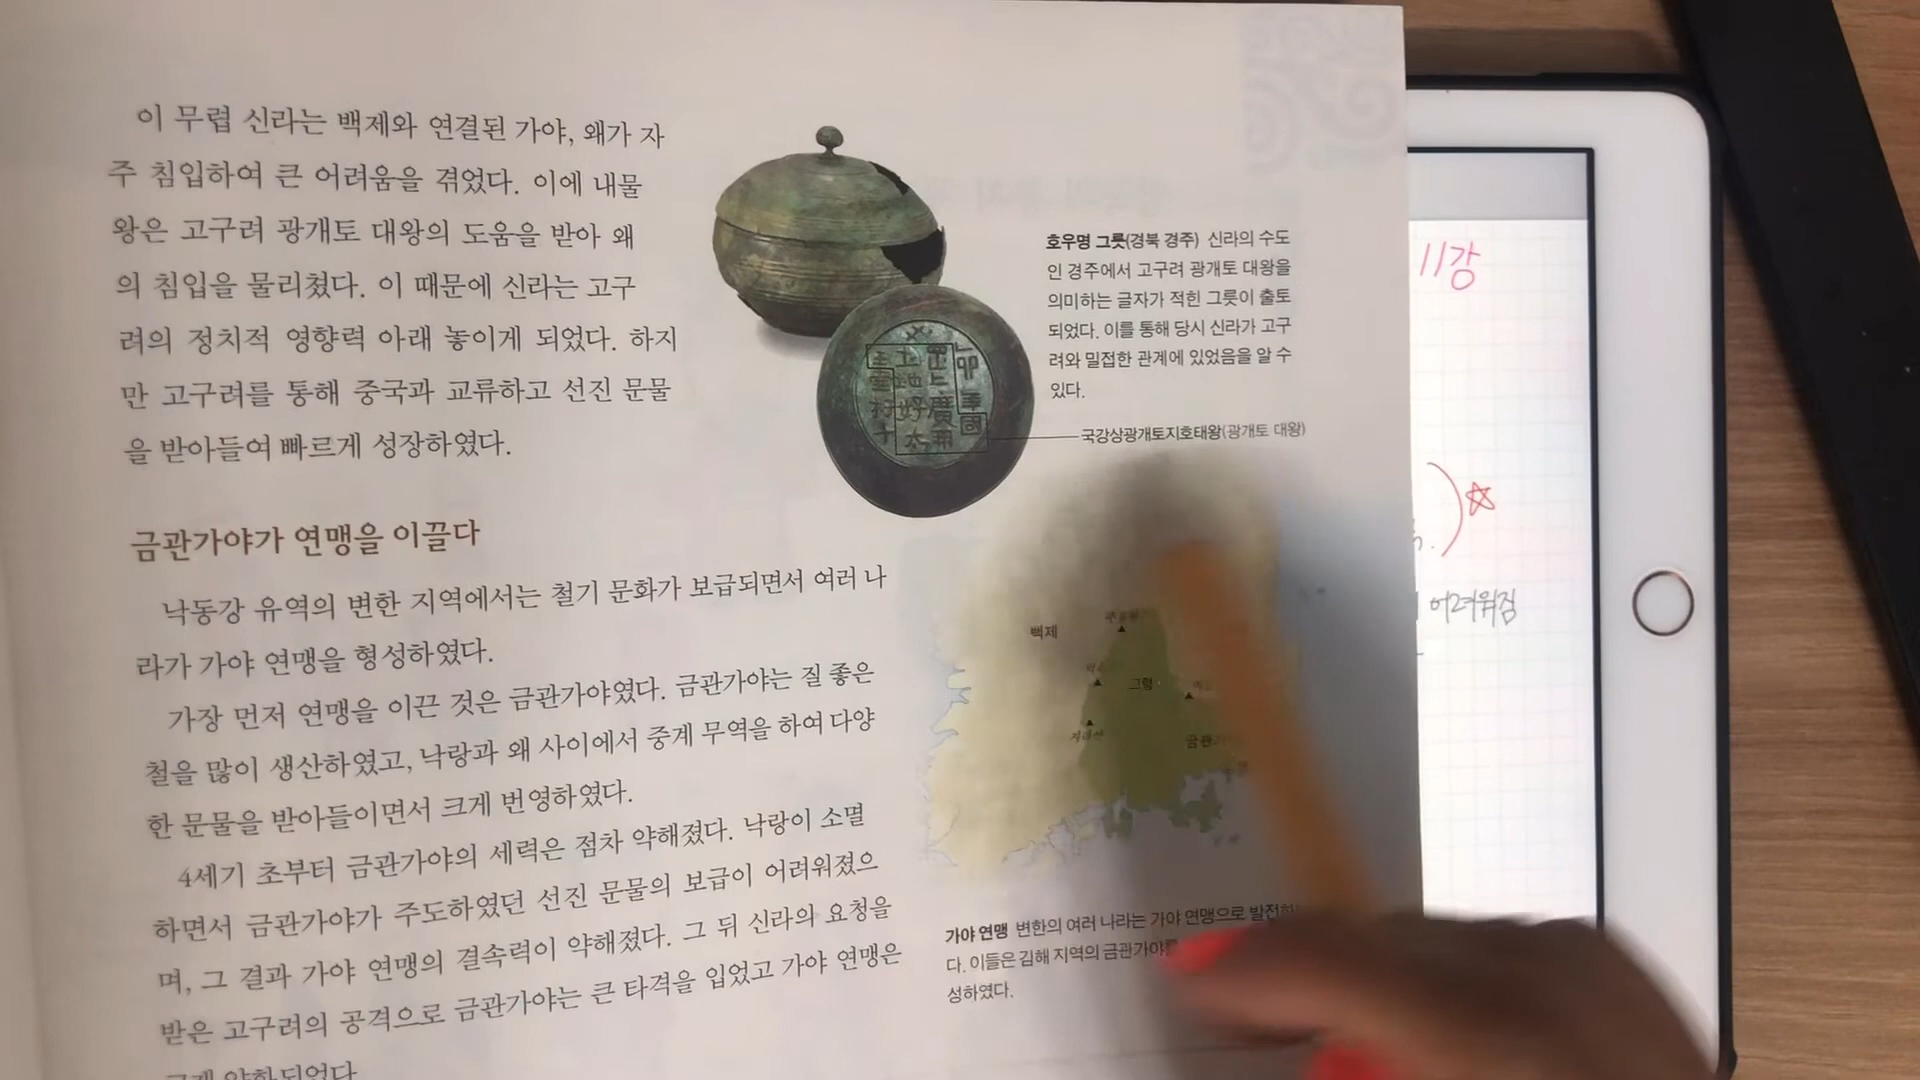 이 무렵 신라는 백제와 연결된 가야, 왜가 자
주 침입하여 큰 어려움을 겪었다. 이에 내물
왕은 고구려 광개토 대왕의 도움을 받아 왜
의 침입을 물리쳤다. 이 때문에 신라는 고구
려의 정치적 영향력 아래 놓이게 되었다. 하지
만 고구려를 통해 중국과 교류하고 선진 문물
을 받아들여 빠르게 성장하였다.
호우명 그릇(경북 경주) 신라의 수도
인 경주에서 고구려 광개토 대왕을
의미하는 글자가 적힌 그릇이 출토
되었다. 이를 통해 당시 신라가 고구
려와 밀접한 관계에 있었음을 알 수
있다.
국강상광개토지호태왕(광개토 대왕)
금관가야가 연맹을 이끌다
낙동강 유역의 변한 지역에서는 철기 문화가 보급되면서 여러 나
라가 가야 연맹을 형성하였다.
가장 먼저 연맹을 이끈 것은 금관가야였다. 금관가야는 질 좋은
철을 많이 생산하였고, 낙랑과 왜 사이에서 중계 무역을 하여 다양
한 문물을 받아들이면서 크게 번영하였다.
4세기 초부터 금관가야의 세력은 점차 약해졌다. 낙랑이 소멸
하면서 금관가야가 주도하였던 선진 문물의 보급이 어려워졌으
며, 그 결과 가야 연맹의 결속력이 약해졌다. 그 뒤 신라의 요청을
받은 고구려의 공격으로 금관가야는 큰 타격을 입었고 가야 연맹은
약화되었다
백제
고령
지리산
가야 연맹 변한의 여러 나라는 가야 연맹으로
다. 이들은 김해 지역의 금관가야를
성하였다.
11강
어려워짐